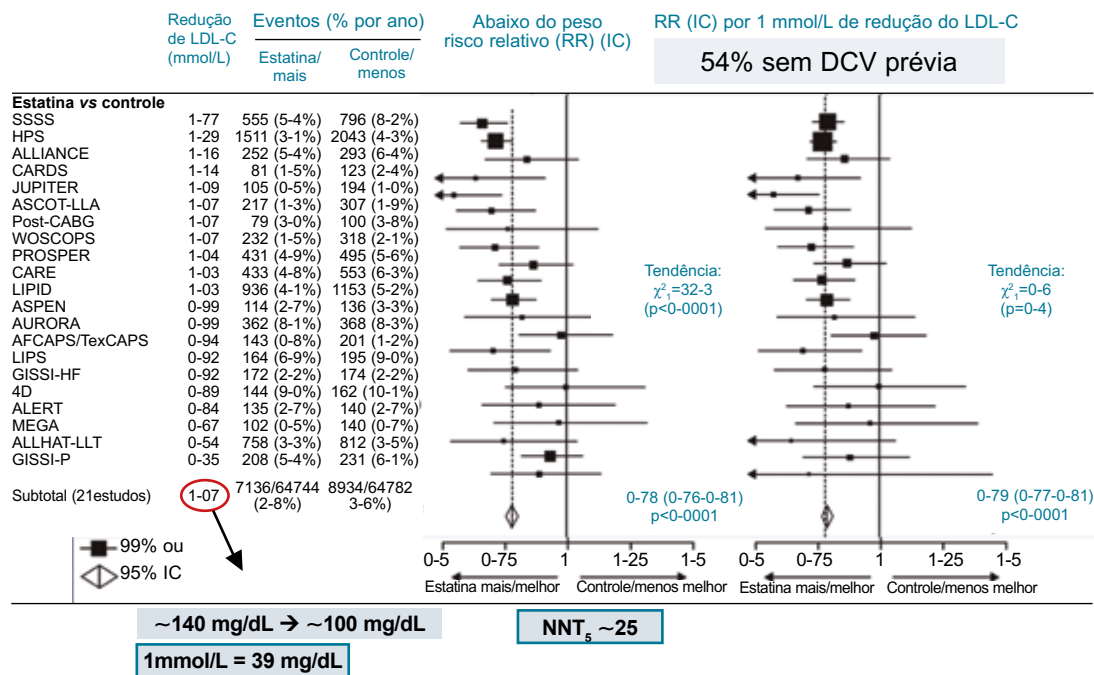 Redução de LDL-C (mmol/L)
Eventos (% por ano)
Estatina/mais
Controle/menos
Abaixo do peso
risco relativo (RR) (IC)
RR (IC) por 1 mmol/L de redução do LDL-C
54% sem DCV prévia
Estatina vs controle
SSSS 1-77 555 (5-4%) 796 (8-2%)
HPS 1-29 1511 (3-1%) 2043 (4-3%)
ALLIANCE 1-16 252 (5-4%) 293 (6-4%)
CARDS 1-14 81 (1-5%) 123 (2-4%)
JUPITER 1-09 105 (0-5%) 194 (1-0%)
ASCOT-LLA 1-07 217 (1-3%) 307 (1-9%)
Post-CABG 1-07 79 (3-0%) 100 (3-8%)
WOSCOPS 1-07 232 (1-5%) 318 (2-1%)
PROSPER 1-04 431 (4-9%) 495 (5-6%)
CARE 1-03 433 (4-8%) 553 (6-3%)
LIPID 1-03 936 (4-1%) 1153 (5-2%)
ASPEN 0-99 114 (2-7%) 136 (3-3%)
AURORA 0-99 362 (8-1%) 368 (8-3%)
AFCAPS/TexCAPS 0-94 143 (0-8%) 201 (1-2%)
LIPS 0-92 164 (6-9%) 195 (9-0%)
GISSI-HF 0-92 172 (2-2%) 174 (2-2%)
4D 0-89 144 (9-0%) 162 (10-1%)
ALERT 0-84 135 (2-7%) 140 (2-7%)
MEGA 0-67 102 (0-5%) 140 (0-7%)
ALLHAT-LLT 0-54 758 (3-3%) 812 (3-5%)
GISSI-P 0-35 208 (5-4%) 231 (6-1%)
Subtotal (21estudos) 1-07 7136/64744 8934/64782
(2-8%) 3-6%)
Tendência:
χ²₁=32-3
(p<0-0001)
Tendência:
χ²₁=0-6
(p=0-4)
0-78 (0-76-0-81)
p<0-0001
0-79 (0-77-0-81)
p<0-0001
99% ou
95% IC
0-5 0-75 1 1-25 1-5
Estatina mais/melhor Controle/menos melhor
0-5 0-75 1 1-25 1-5
Estatina mais/melhor Controle/menos melhor
~140 mg/dL → ~100 mg/dL
1mmol/L = 39 mg/dL
NNT₅ ~25